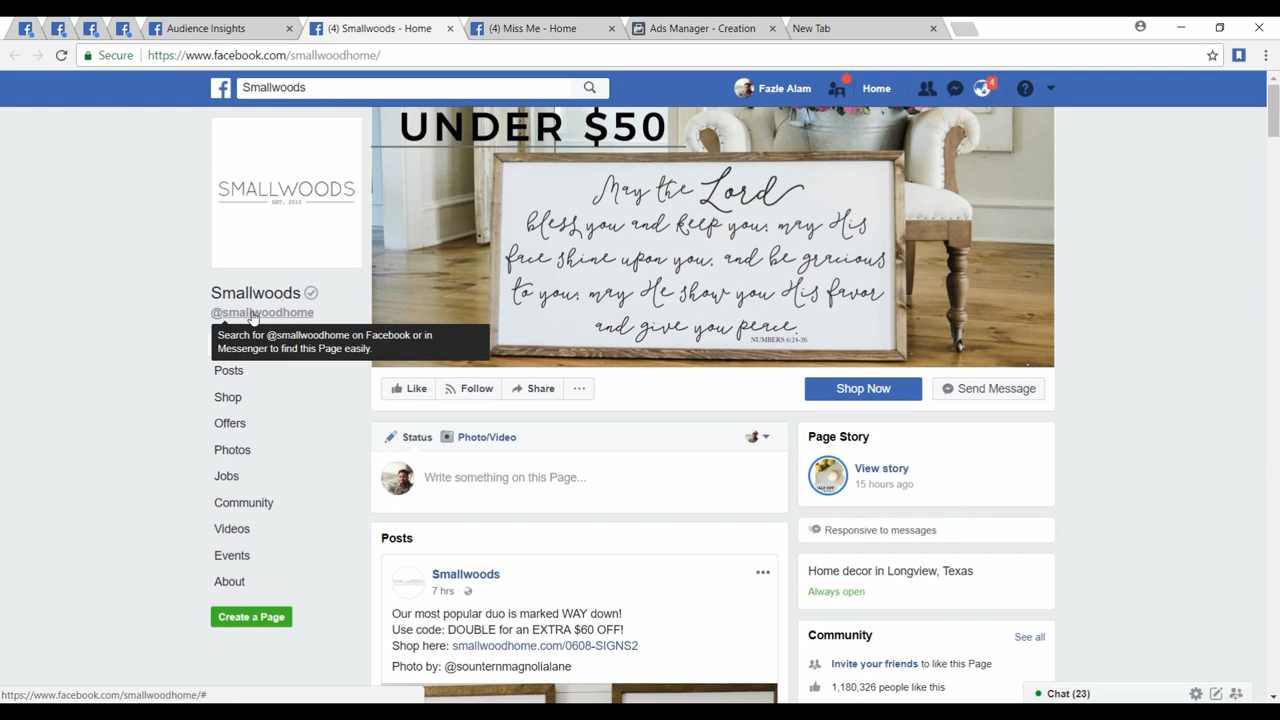 Audience Insights
(4) Smallwoods - Home
(4) Miss Me - Home
Ads Manager - Creation
New Tab
Secure
https://www.facebook.com/smallwoodhome/
Smallwoods
Fazle Alam
Home
4
UNDER $50
May the Lord
bless you and keep you; may His
face shine upon you, and be gracious
to you; may He show you His favor
and give you peace.
NUMBERS 6:24-26
SMALLWOODS
EST. 2012
Smallwoods
@smallwoodhome
Search for @smallwoodhome on Facebook or in
Messenger to find this Page easily.
Posts
Shop
Offers
Photos
Jobs
Community
Videos
Events
About
Create a Page
Like
Follow
Share
Shop Now
Send Message
Status
Photo/Video
Write something on this Page...
Posts
Smallwoods
7 hrs
Our most popular duo is marked WAY down!
Use code: DOUBLE for an EXTRA $60 OFF!
Shop here: smallwoodhome.com/0608-SIGNS2
Photo by: @sounternmagnolialane
Page Story
View story
15 hours ago
Responsive to messages
Home decor in Longview, Texas
Always open
Community
See all
Invite your friends to like this Page
1,180,326 people like this
https://www.facebook.com/smallwoodhome/#
Chat (23)